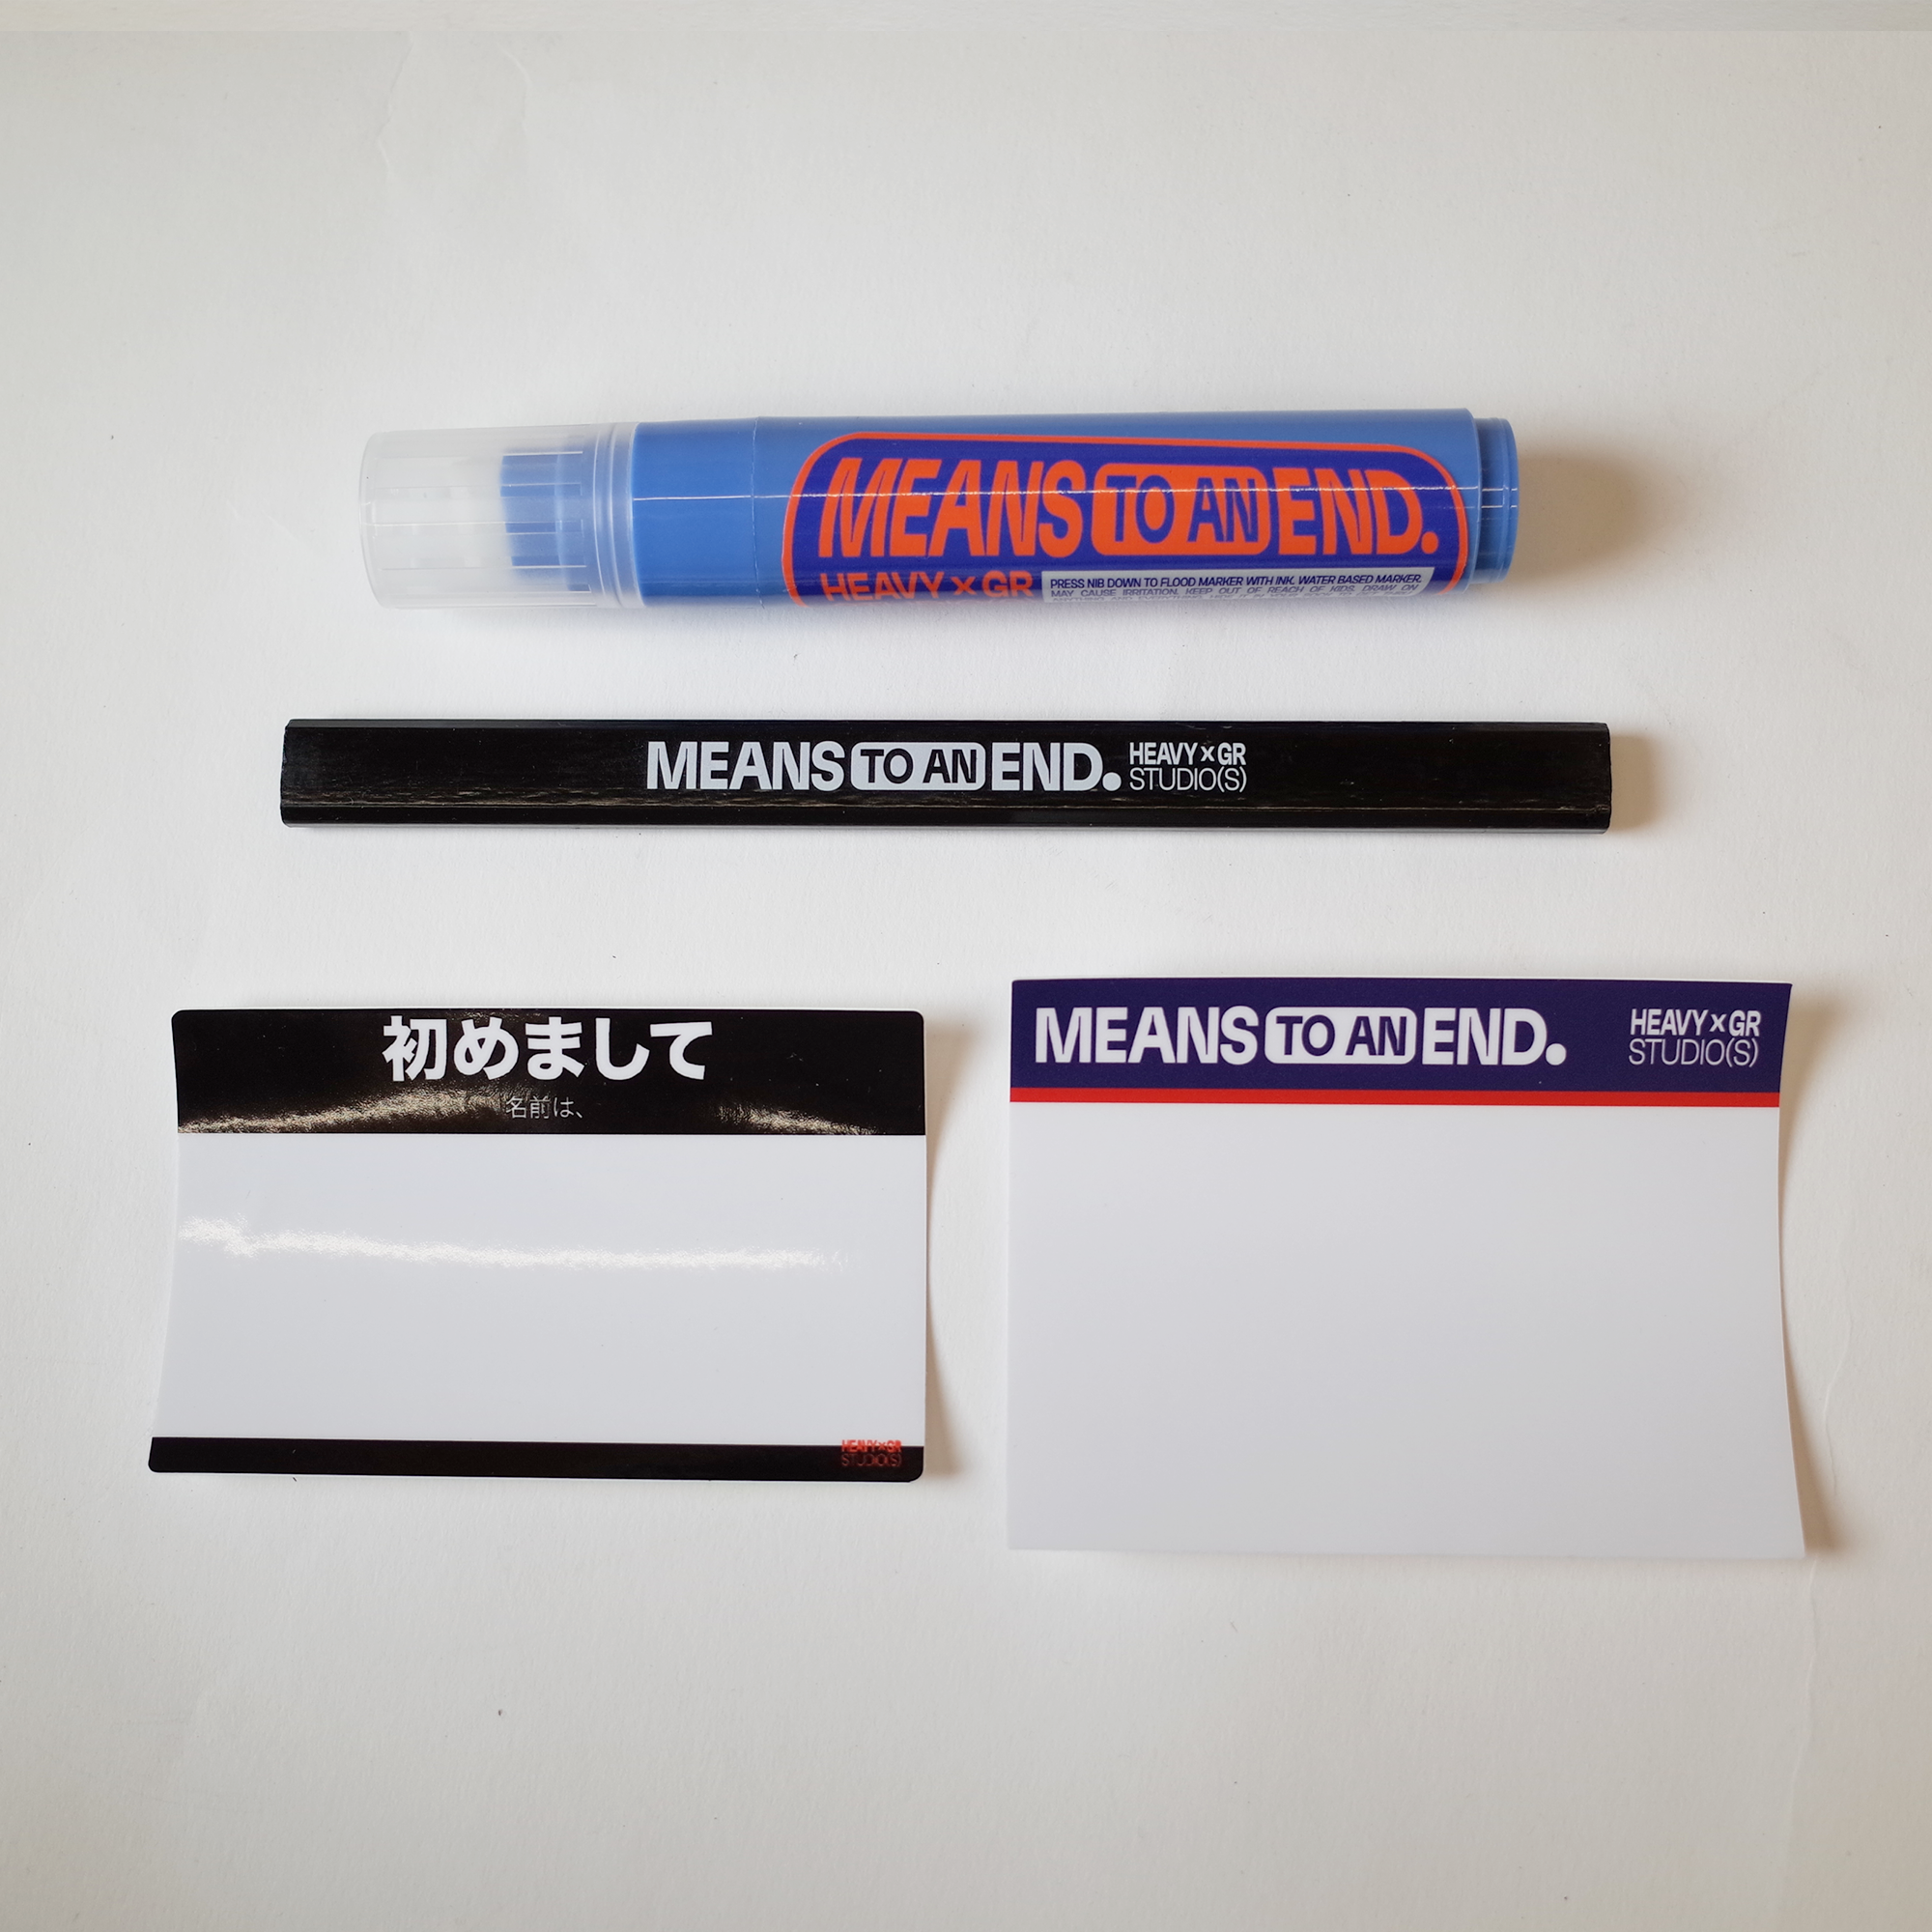 MEANS TO AN END.
HEAVY x GR
PRESS NIB DOWN TO FLOOD MARKER WITH INK. WATER BASED MARKER.
MAY CAUSE IRRITATION. KEEP OUT OF REACH OF KIDS. DRAW ON
MEANS TO AN END.
HEAVY x GR
STUDIO(S)
初めまして
名前は、
HEAVY x GR
STUDIO(S)
MEANS TO AN END.
HEAVY x GR
STUDIO(S)